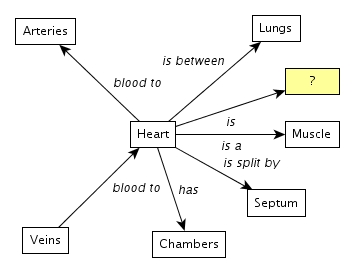 Arteries
Lungs
is between
blood to
?
Heart
is
Muscle
is a
is split by
blood to
has
Septum
Veins
Chambers